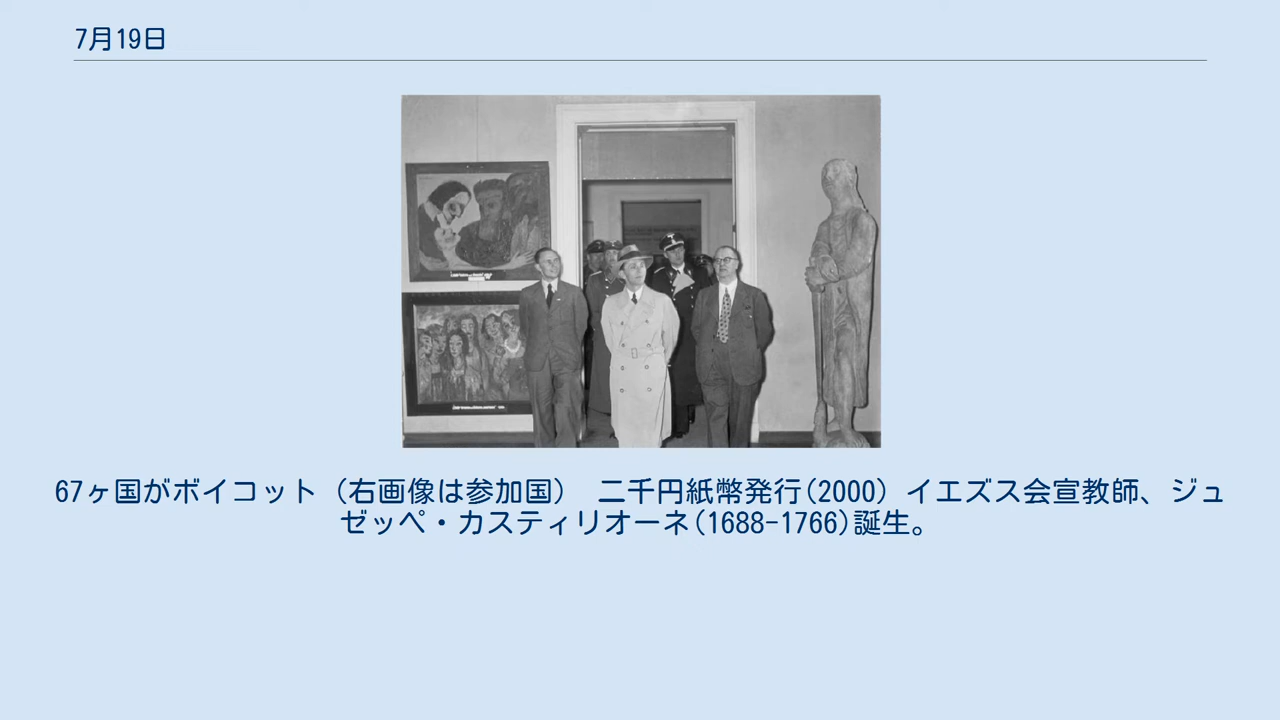 7月19日
67ヶ国がボイコット（右画像は参加国）　二千円紙幣発行(2000) イエズス会宣教師、ジュ
ゼッペ・カスティリオーネ(1688-1766)誕生。